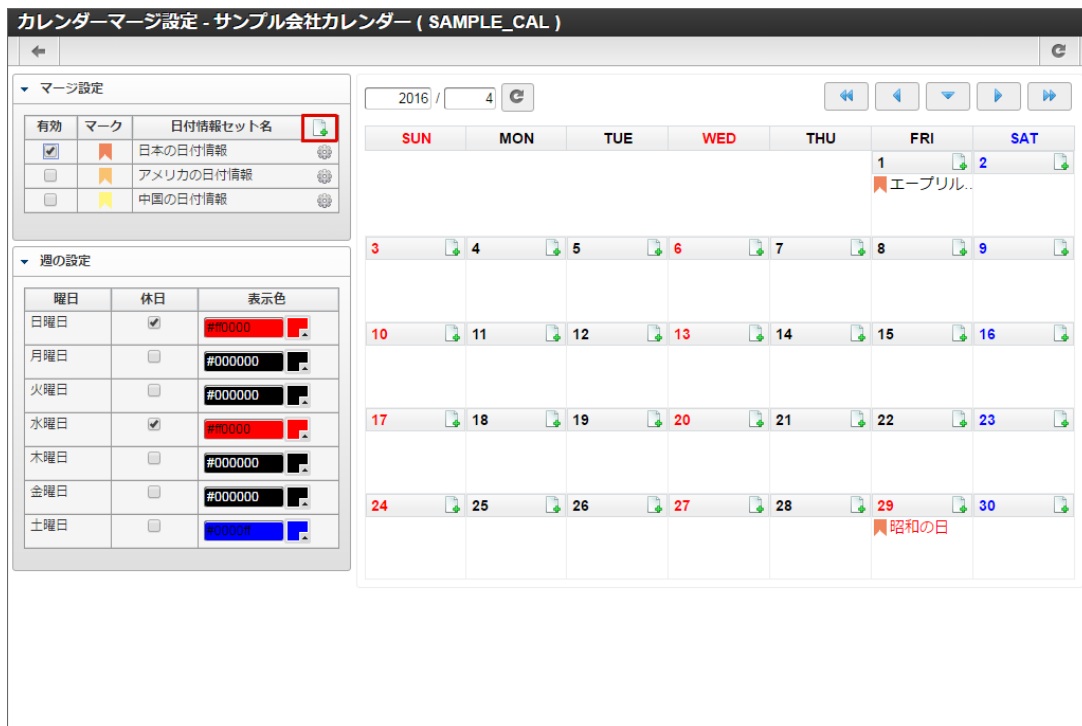 カレンダーマージ設定 - サンプル会社カレンダー ( SAMPLE_CAL )
マージ設定
有効 マーク 日付情報セット名
日本の日付情報
アメリカの日付情報
中国の日付情報
週の設定
曜日 休日 表示色
日曜日 #ff0000
月曜日 #000000
火曜日 #000000
水曜日 #ff0000
木曜日 #000000
金曜日 #000000
土曜日 #0000ff
2016 / 4
SUN MON TUE WED THU FRI SAT
1 2
エープリル..
3 4 5 6 7 8 9
10 11 12 13 14 15 16
17 18 19 20 21 22 23
24 25 26 27 28 29 30
昭和の日